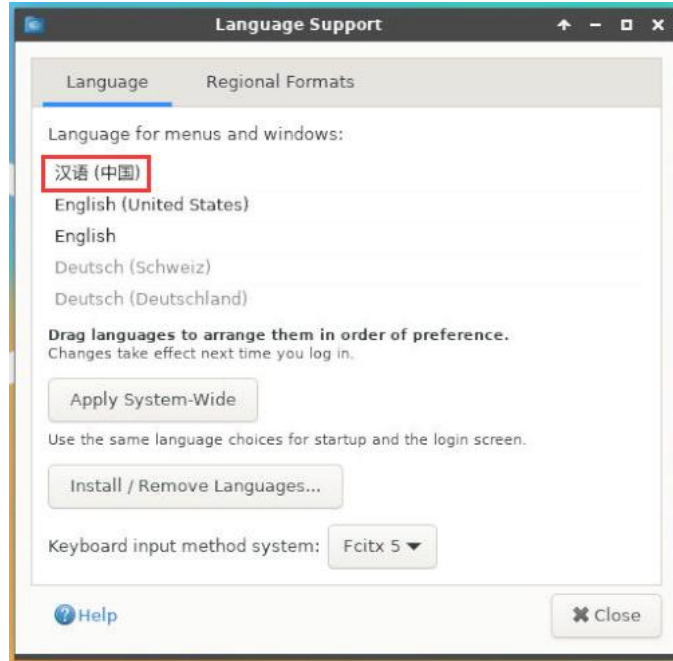 Language Support
Language Regional Formats
Language for menus and windows:
汉语 (中国)
English (United States)
English
Deutsch (Schweiz)
Deutsch (Deutschland)
Drag languages to arrange them in order of preference.
Changes take effect next time you log in.
Apply System-Wide
Use the same language choices for startup and the login screen.
Install / Remove Languages...
Keyboard input method system: Fcitx 5
Help Close